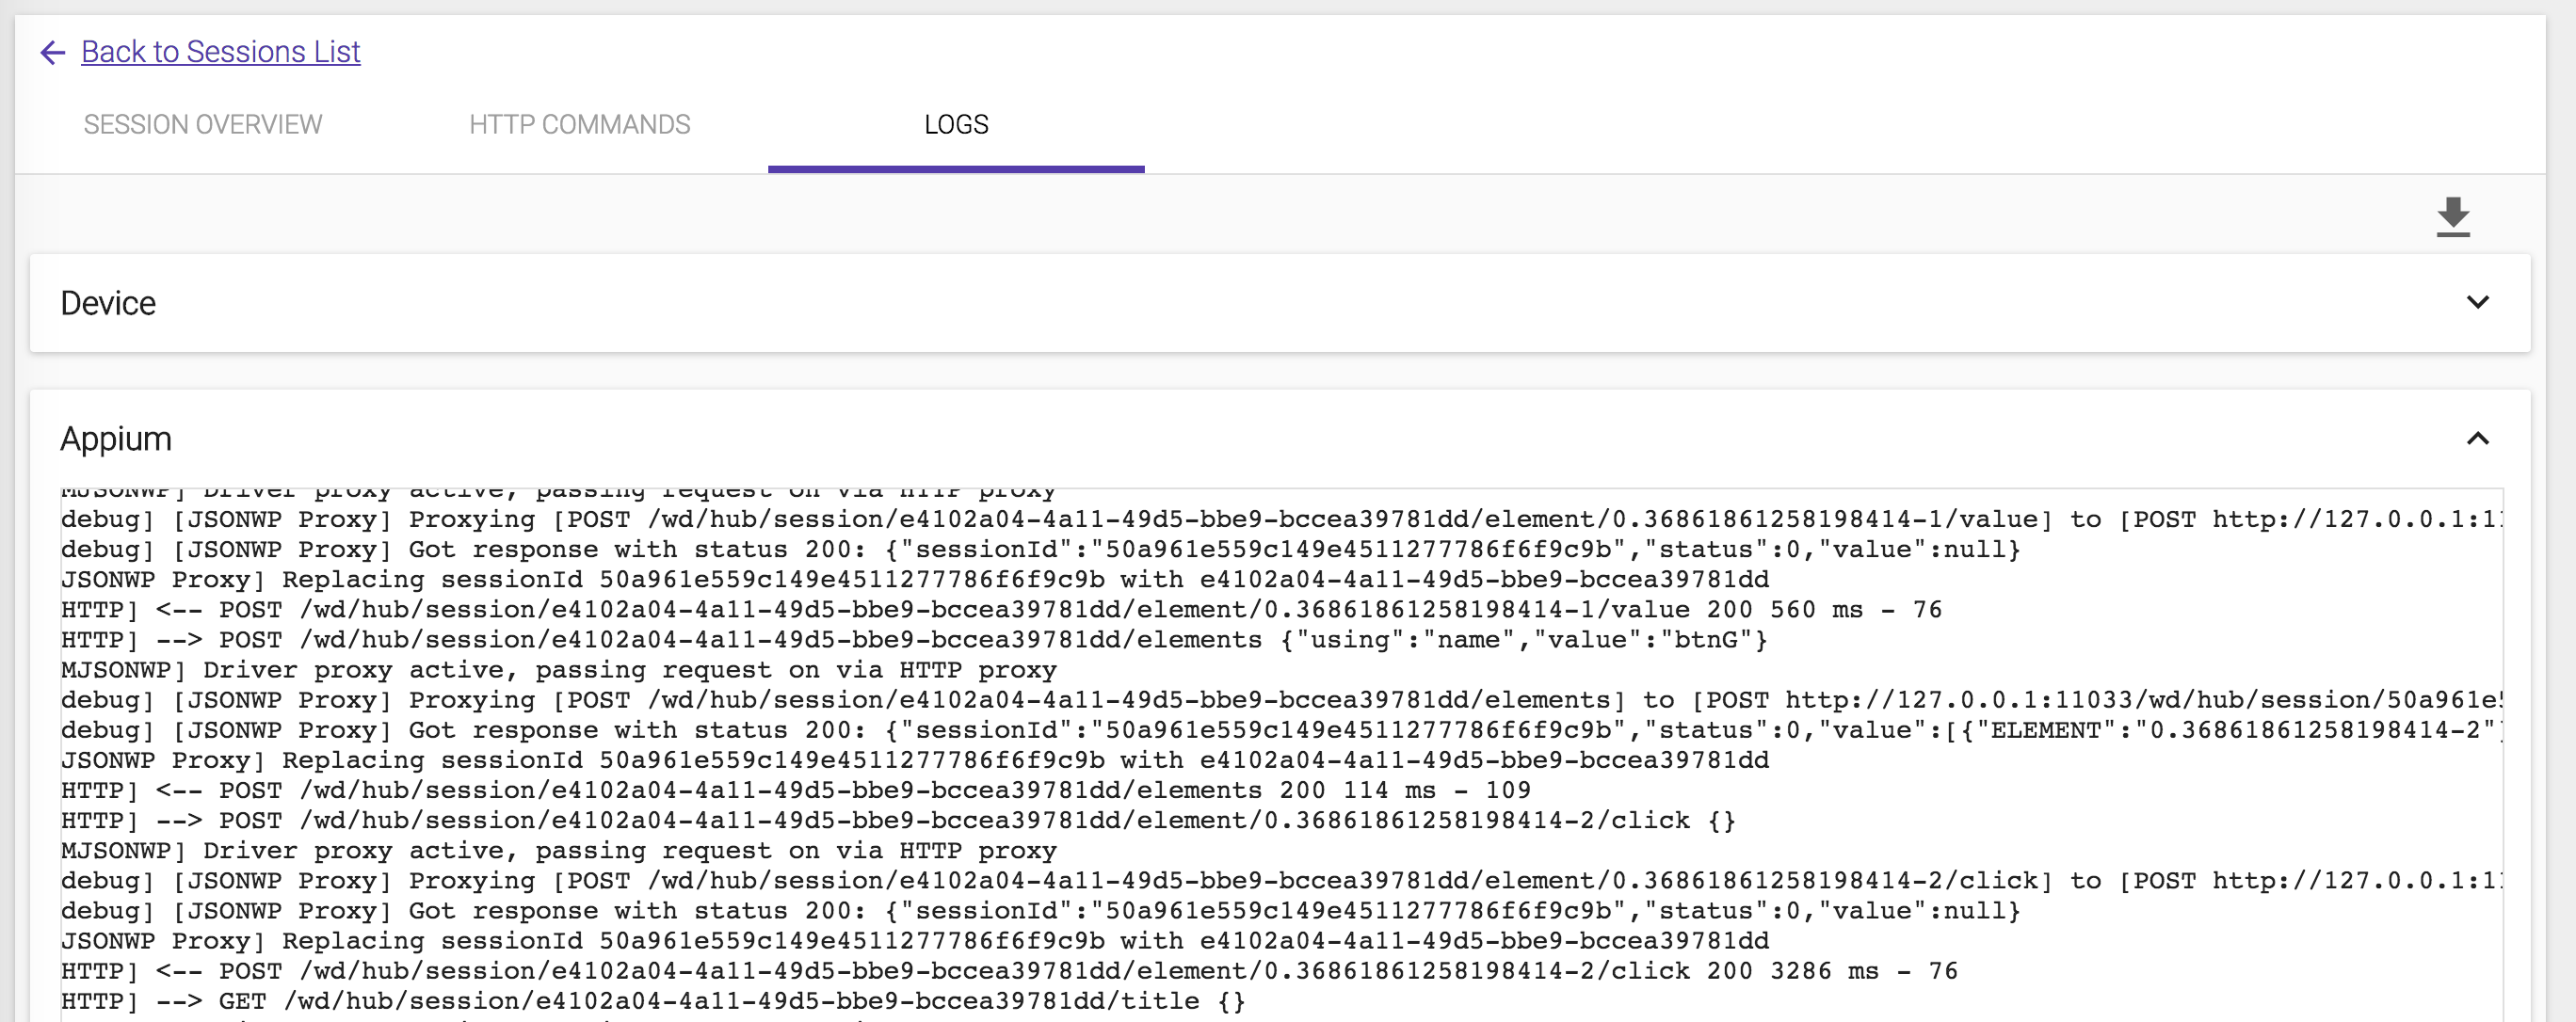 Back to Sessions List
SESSION OVERVIEW HTTP COMMANDS LOGS
Device
Appium
MJSONWP] Driver proxy active, passing request on via HTTP proxy
debug] [JSONWP Proxy] Proxying [POST /wd/hub/session/e4102a04-4a11-49d5-bbe9-bccea39781dd/element/0.36861861258198414-1/value] to [POST http://127.0.0.1:11
debug] [JSONWP Proxy] Got response with status 200: {"sessionId":"50a961e559c149e4511277786f6f9c9b","status":0,"value":null}
JSONWP Proxy] Replacing sessionId 50a961e559c149e4511277786f6f9c9b with e4102a04-4a11-49d5-bbe9-bccea39781dd
HTTP] <-- POST /wd/hub/session/e4102a04-4a11-49d5-bbe9-bccea39781dd/element/0.36861861258198414-1/value 200 560 ms - 76
HTTP] --> POST /wd/hub/session/e4102a04-4a11-49d5-bbe9-bccea39781dd/elements {"using":"name","value":"btnG"}
MJSONWP] Driver proxy active, passing request on via HTTP proxy
debug] [JSONWP Proxy] Proxying [POST /wd/hub/session/e4102a04-4a11-49d5-bbe9-bccea39781dd/elements] to [POST http://127.0.0.1:11033/wd/hub/session/50a961e5
debug] [JSONWP Proxy] Got response with status 200: {"sessionId":"50a961e559c149e4511277786f6f9c9b","status":0,"value":[{"ELEMENT":"0.36861861258198414-2"}
JSONWP Proxy] Replacing sessionId 50a961e559c149e4511277786f6f9c9b with e4102a04-4a11-49d5-bbe9-bccea39781dd
HTTP] <-- POST /wd/hub/session/e4102a04-4a11-49d5-bbe9-bccea39781dd/elements 200 114 ms - 109
HTTP] --> POST /wd/hub/session/e4102a04-4a11-49d5-bbe9-bccea39781dd/element/0.36861861258198414-2/click {}
MJSONWP] Driver proxy active, passing request on via HTTP proxy
debug] [JSONWP Proxy] Proxying [POST /wd/hub/session/e4102a04-4a11-49d5-bbe9-bccea39781dd/element/0.36861861258198414-2/click] to [POST http://127.0.0.1:11
debug] [JSONWP Proxy] Got response with status 200: {"sessionId":"50a961e559c149e4511277786f6f9c9b","status":0,"value":null}
JSONWP Proxy] Replacing sessionId 50a961e559c149e4511277786f6f9c9b with e4102a04-4a11-49d5-bbe9-bccea39781dd
HTTP] <-- POST /wd/hub/session/e4102a04-4a11-49d5-bbe9-bccea39781dd/element/0.36861861258198414-2/click 200 3286 ms - 76
HTTP] --> GET /wd/hub/session/e4102a04-4a11-49d5-bbe9-bccea39781dd/title {}